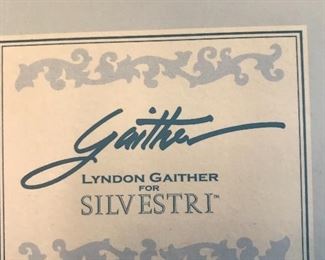 Gaither
LYNDON GAITHER
FOR
SILVESTRI™